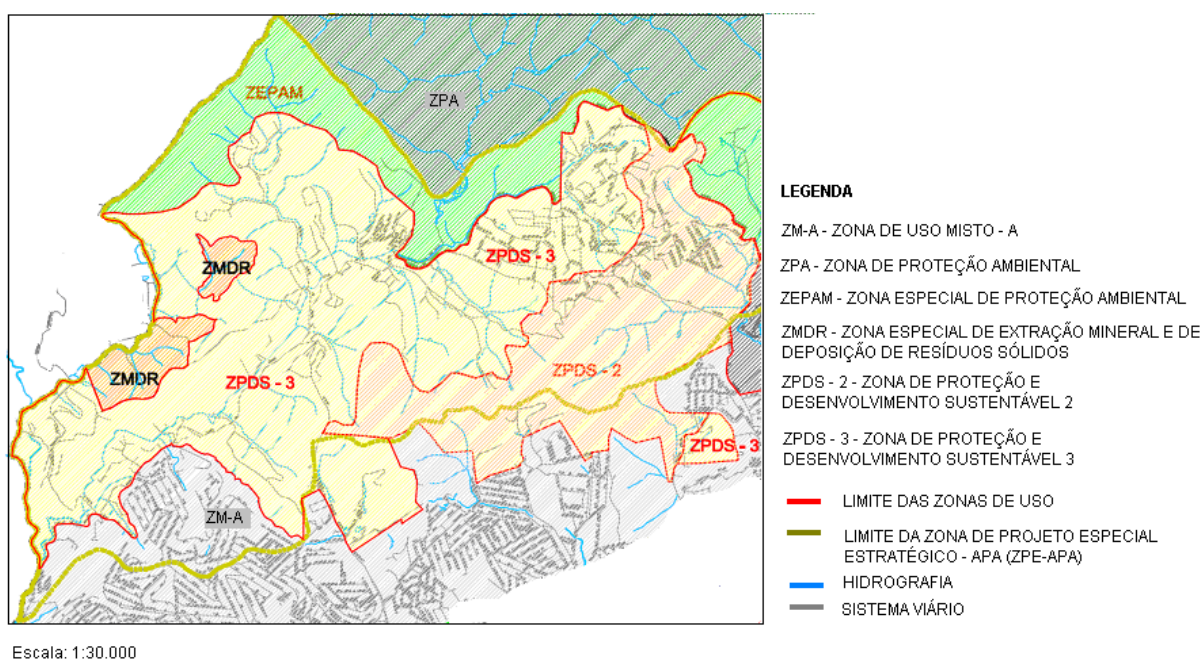 ZEPAM
ZPA
ZPDS - 3
ZMDR
ZMDR
ZPDS - 3
ZPDS - 2
ZPDS - 3
ZM-A
LEGENDA
ZM-A - ZONA DE USO MISTO - A
ZPA - ZONA DE PROTEÇÃO AMBIENTAL
ZEPAM - ZONA ESPECIAL DE PROTEÇÃO AMBIENTAL
ZMDR - ZONA ESPECIAL DE EXTRAÇÃO MINERAL E DE
DEPOSIÇÃO DE RESÍDUOS SÓLIDOS
ZPDS - 2 - ZONA DE PROTEÇÃO E
DESENVOLVIMENTO SUSTENTÁVEL 2
ZPDS - 3 - ZONA DE PROTEÇÃO E
DESENVOLVIMENTO SUSTENTÁVEL 3
LIMITE DAS ZONAS DE USO
LIMITE DA ZONA DE PROJETO ESPECIAL
ESTRATÉGICO - APA (ZPE-APA)
HIDROGRAFIA
SISTEMA VIÁRIO
Escala: 1:30.000